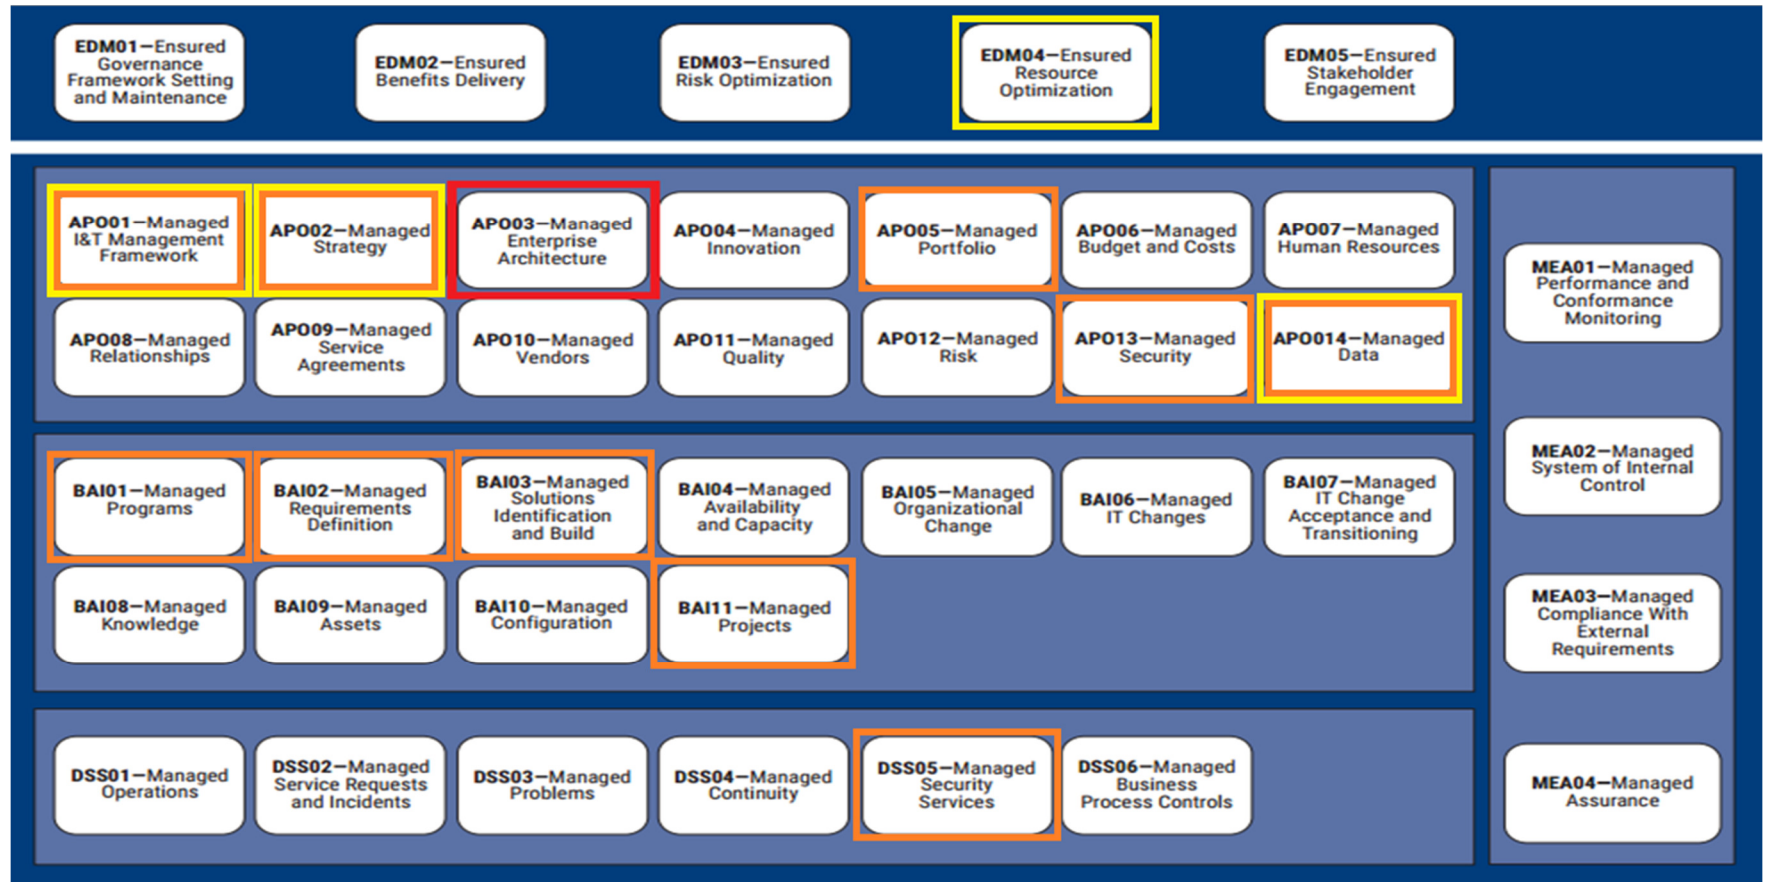 EDM01—Ensured
Governance
Framework Setting
and Maintenance
EDM02—Ensured
Benefits Delivery
EDM03—Ensured
Risk Optimization
EDM04—Ensured
Resource
Optimization
EDM05—Ensured
Stakeholder
Engagement
APO01—Managed
I&T Management
Framework
APO02—Managed
Strategy
APO03—Managed
Enterprise
Architecture
APO04—Managed
Innovation
APO05—Managed
Portfolio
APO06—Managed
Budget and Costs
APO07—Managed
Human Resources
APO08—Managed
Relationships
APO09—Managed
Service
Agreements
APO10—Managed
Vendors
APO11—Managed
Quality
APO12—Managed
Risk
APO13—Managed
Security
APO014—Managed
Data
BAI01—Managed
Programs
BAI02—Managed
Requirements
Definition
BAI03—Managed
Solutions
Identification
and Build
BAI04—Managed
Availability
and Capacity
BAI05—Managed
Organizational
Change
BAI06—Managed
IT Changes
BAI07—Managed
IT Change
Acceptance and
Transitioning
BAI08—Managed
Knowledge
BAI09—Managed
Assets
BAI10—Managed
Configuration
BAI11—Managed
Projects
DSS01—Managed
Operations
DSS02—Managed
Service Requests
and Incidents
DSS03—Managed
Problems
DSS04—Managed
Continuity
DSS05—Managed
Security
Services
DSS06—Managed
Business
Process Controls
MEA01—Managed
Performance and
Conformance
Monitoring
MEA02—Managed
System of Internal
Control
MEA03—Managed
Compliance With
External
Requirements
MEA04—Managed
Assurance